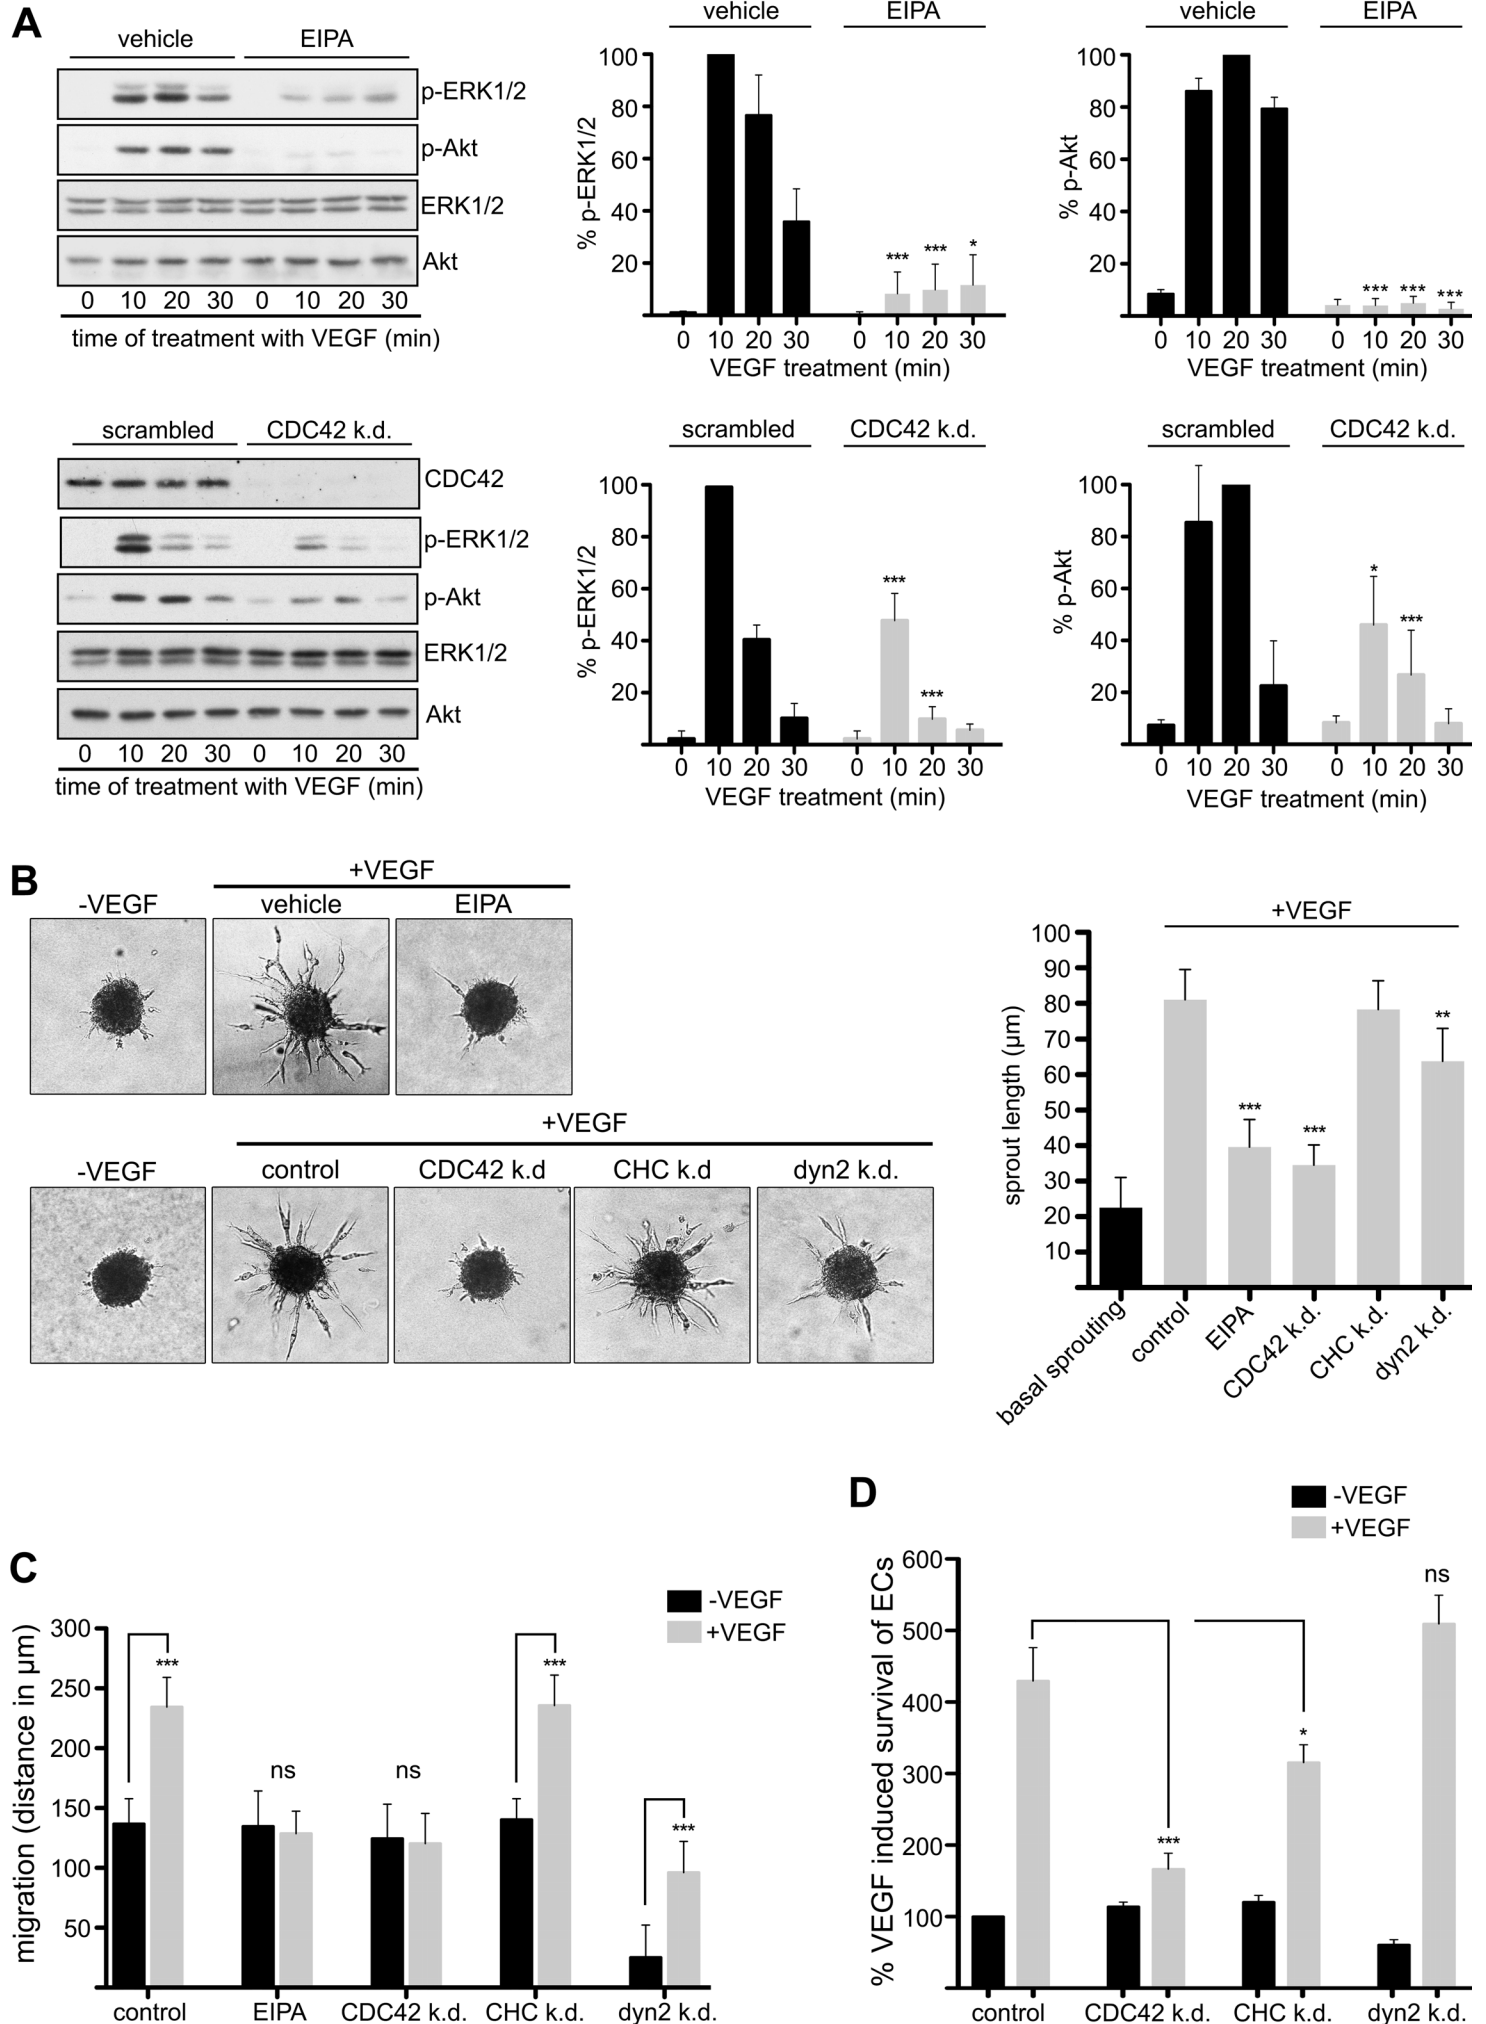 A
vehicle EIPA
p-ERK1/2
p-Akt
ERK1/2
Akt
0 10 20 30 0 10 20 30
time of treatment with VEGF (min)
vehicle EIPA
% p-ERK1/2
100
80
60
40
20
*** *** *
0 10 20 30 0 10 20 30
VEGF treatment (min)
vehicle EIPA
% p-Akt
100
80
60
40
20
*** *** ***
0 10 20 30 0 10 20 30
VEGF treatment (min)
scrambled CDC42 k.d.
CDC42
p-ERK1/2
p-Akt
ERK1/2
Akt
0 10 20 30 0 10 20 30
time of treatment with VEGF (min)
scrambled CDC42 k.d.
% p-ERK1/2
100
80
60
40
20
*** ***
0 10 20 30 0 10 20 30
VEGF treatment (min)
scrambled CDC42 k.d.
% p-Akt
100
80
60
40
20
* ***
0 10 20 30 0 10 20 30
VEGF treatment (min)
B
+VEGF
-VEGF vehicle EIPA
+VEGF
-VEGF control CDC42 k.d CHC k.d dyn2 k.d.
+VEGF
sprout length (µm)
100
90
80
70
60
50
40
30
20
10
*** *** **
basal sprouting control EIPA CDC42 k.d. CHC k.d. dyn2 k.d.
C
-VEGF
+VEGF
migration (distance in µm)
300
250
200
150
100
50
*** ns ns *** ***
control EIPA CDC42 k.d. CHC k.d. dyn2 k.d.
D
-VEGF
+VEGF
% VEGF induced survival of ECs
600
500
400
300
200
100
*** * ns
control CDC42 k.d. CHC k.d. dyn2 k.d.